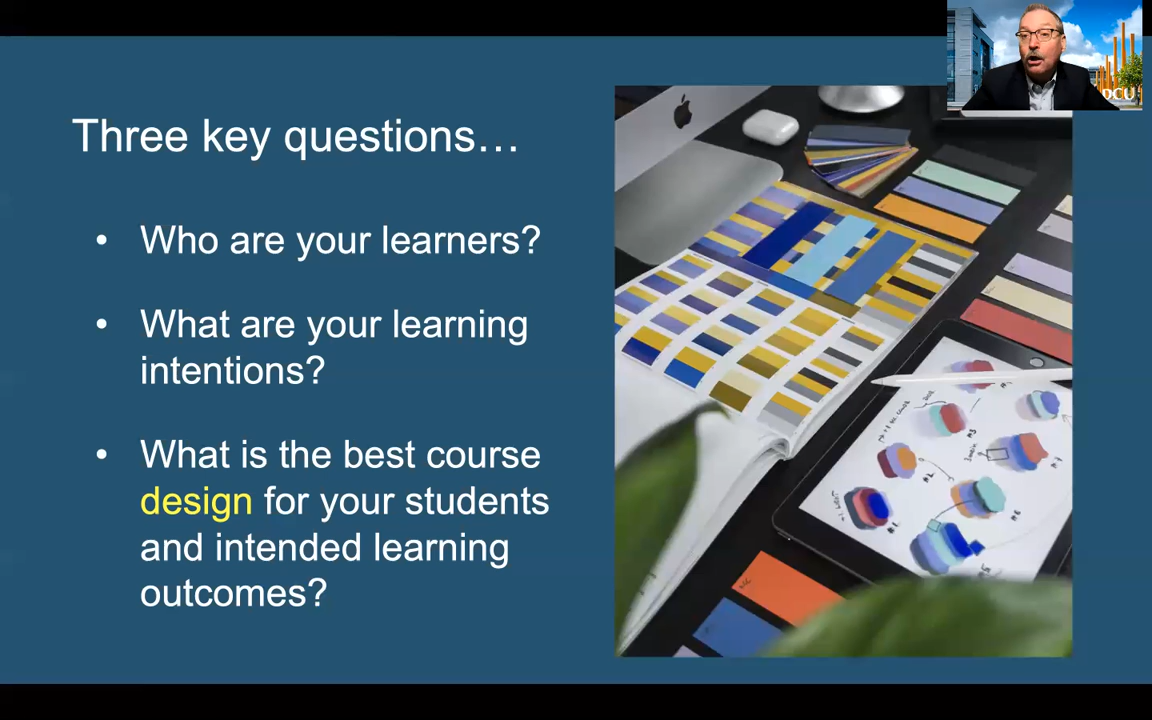 DCU
Three key questions…
• Who are your learners?
• What are your learning
intentions?
• What is the best course
design for your students
and intended learning
outcomes?